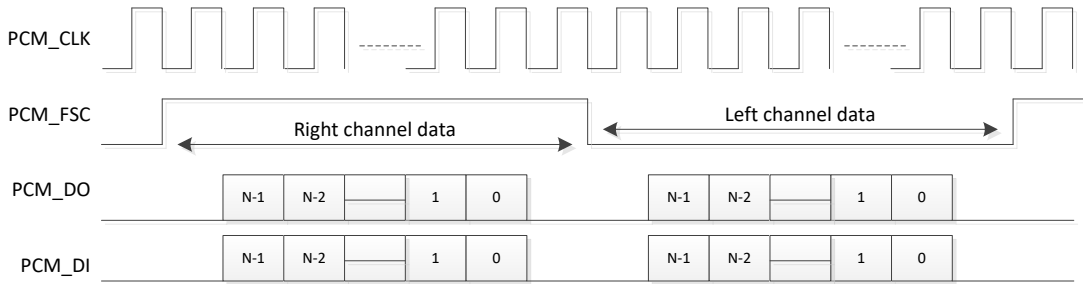 PCM_CLK
PCM_FSC
Right channel data
Left channel data
PCM_DO
N-1 N-2 1 0 N-1 N-2 1 0
PCM_DI
N-1 N-2 1 0 N-1 N-2 1 0